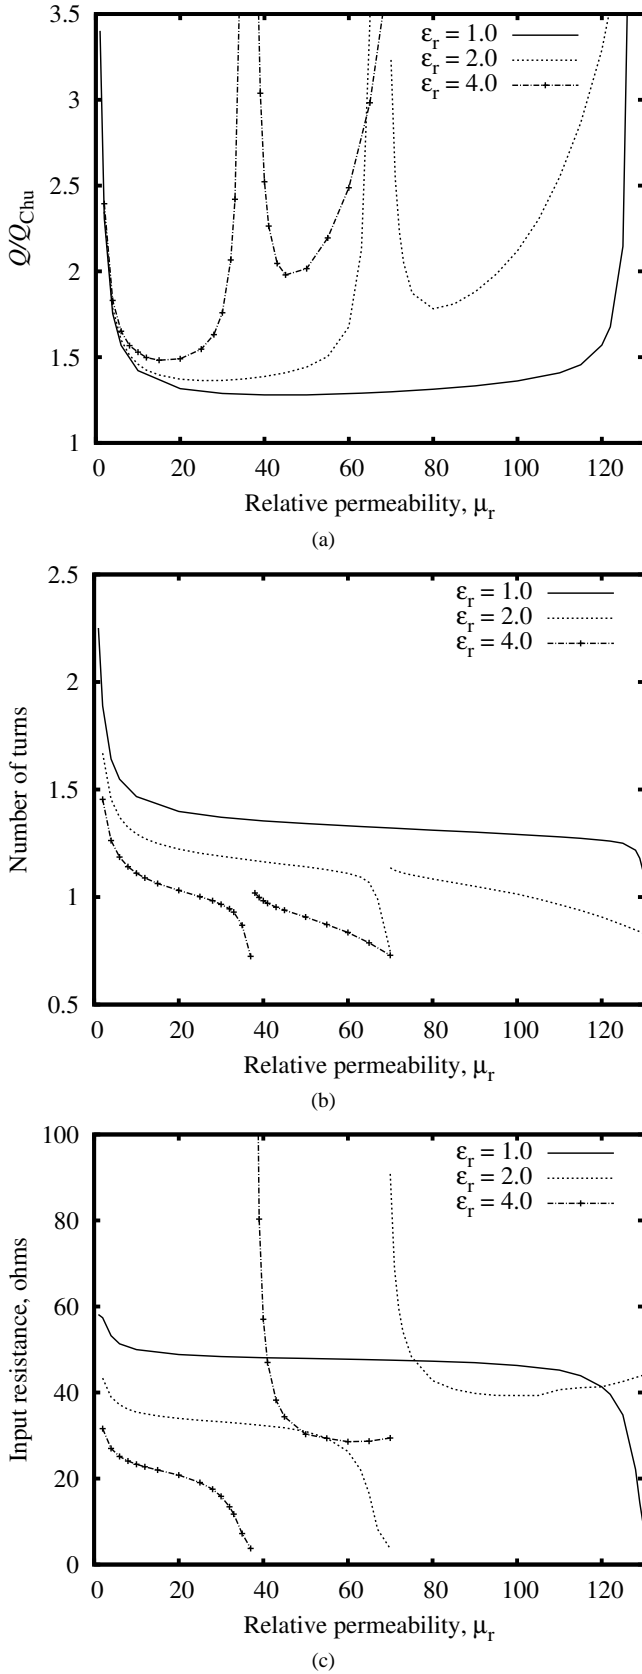 3.5
3
2.5
2
1.5
1
Q/Q_Chu
ε_r = 1.0
ε_r = 2.0
ε_r = 4.0
0 20 40 60 80 100 120
Relative permeability, μ_r
(a)
2.5
2
1.5
1
0.5
Number of turns
ε_r = 1.0
ε_r = 2.0
ε_r = 4.0
0 20 40 60 80 100 120
Relative permeability, μ_r
(b)
100
80
60
40
20
0
Input resistance, ohms
ε_r = 1.0
ε_r = 2.0
ε_r = 4.0
0 20 40 60 80 100 120
Relative permeability, μ_r
(c)